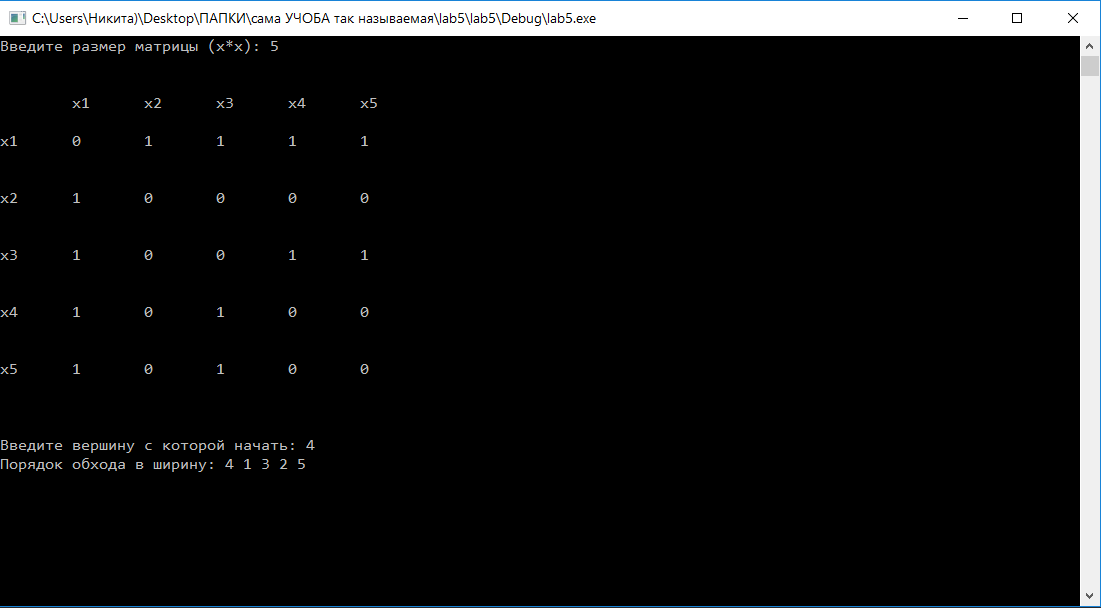 C:\Users\Никита)\Desktop\ПАПКИ\сама УЧОБА так называемая\lab5\lab5\Debug\lab5.exe
Введите размер матрицы (x*x): 5
x1 x2 x3 x4 x5
x1 0 1 1 1 1
x2 1 0 0 0 0
x3 1 0 0 1 1
x4 1 0 1 0 0
x5 1 0 1 0 0
Введите вершину с которой начать: 4
Порядок обхода в ширину: 4 1 3 2 5